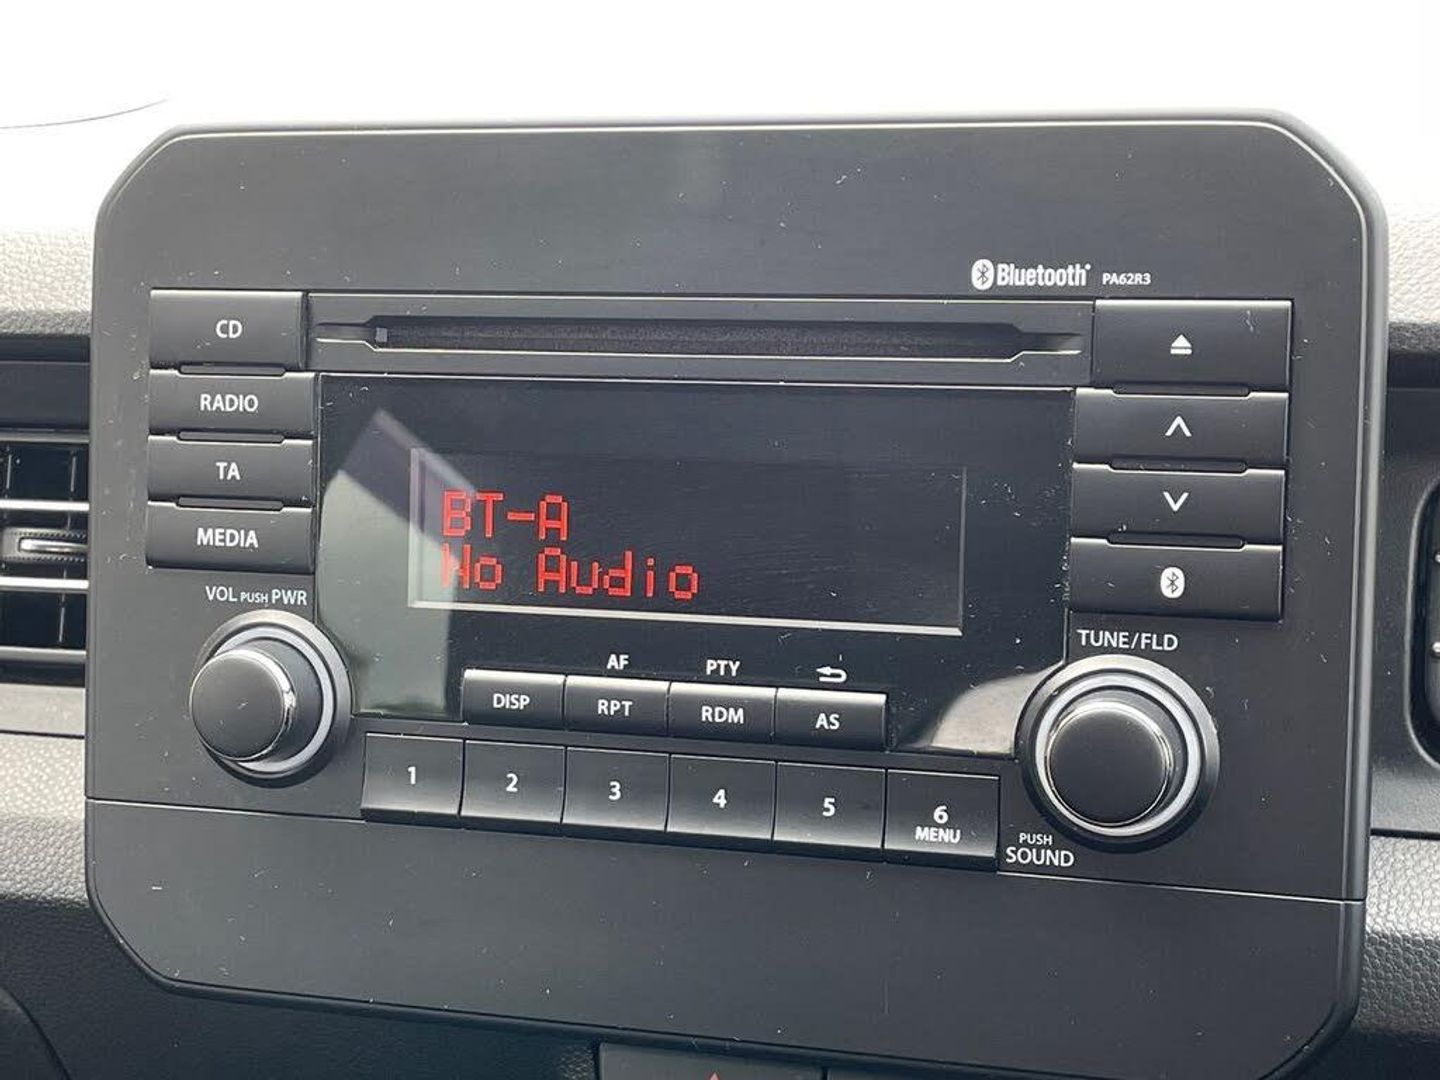 Bluetooth PA62R3
CD
RADIO
TA
MEDIA
BT-A
No Audio
VOL PUSH PWR
TUNE/FLD
AF PTY
DISP RPT RDM AS
1 2 3 4 5 6
MENU
PUSH
SOUND